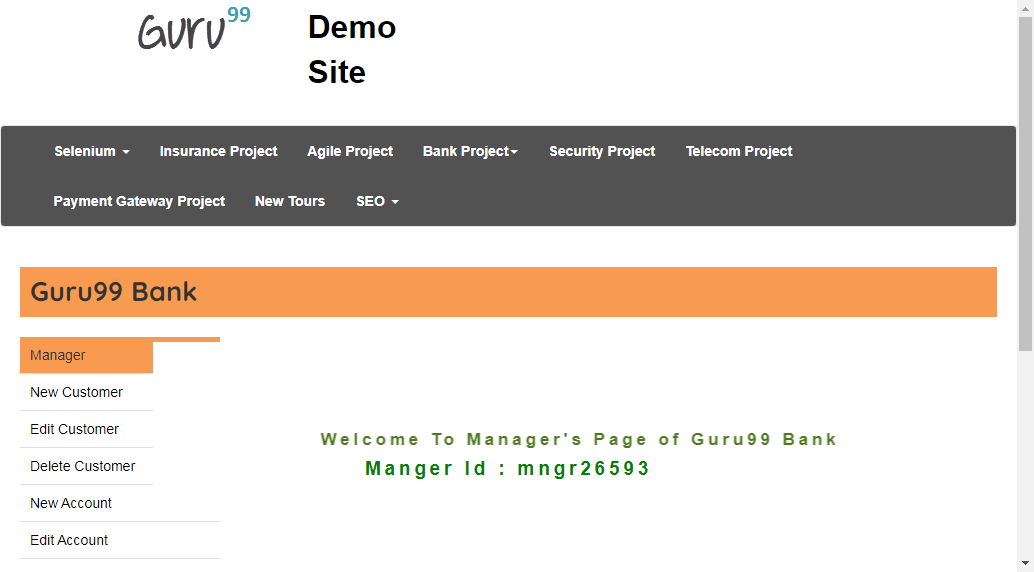 Guru99
Demo
Site
Selenium Insurance Project Agile Project Bank Project Security Project Telecom Project
Payment Gateway Project New Tours SEO
Guru99 Bank
Manager
New Customer
Edit Customer
Delete Customer
New Account
Edit Account
Welcome To Manager's Page of Guru99 Bank
Manger Id : mngr26593